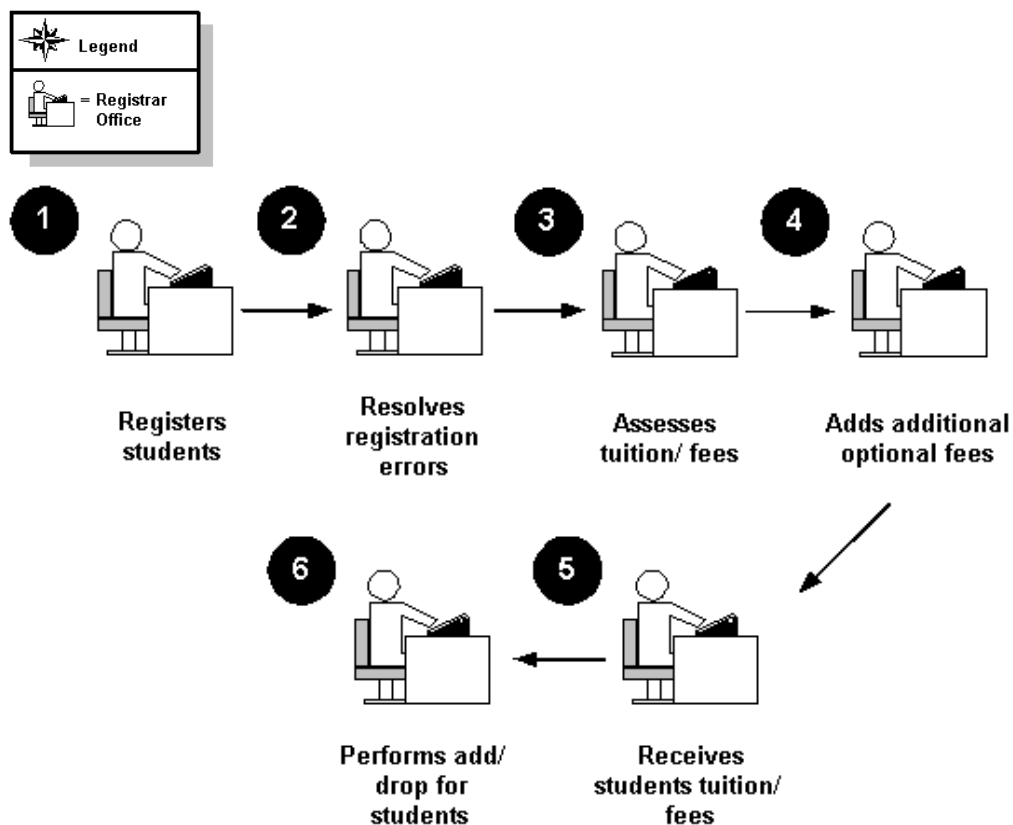 Legend
= Registrar
Office
1
2
3
4
Registers
students
Resolves
registration
errors
Assesses
tuition/ fees
Adds additional
optional fees
6
5
Performs add/
drop for
students
Receives
students tuition/
fees